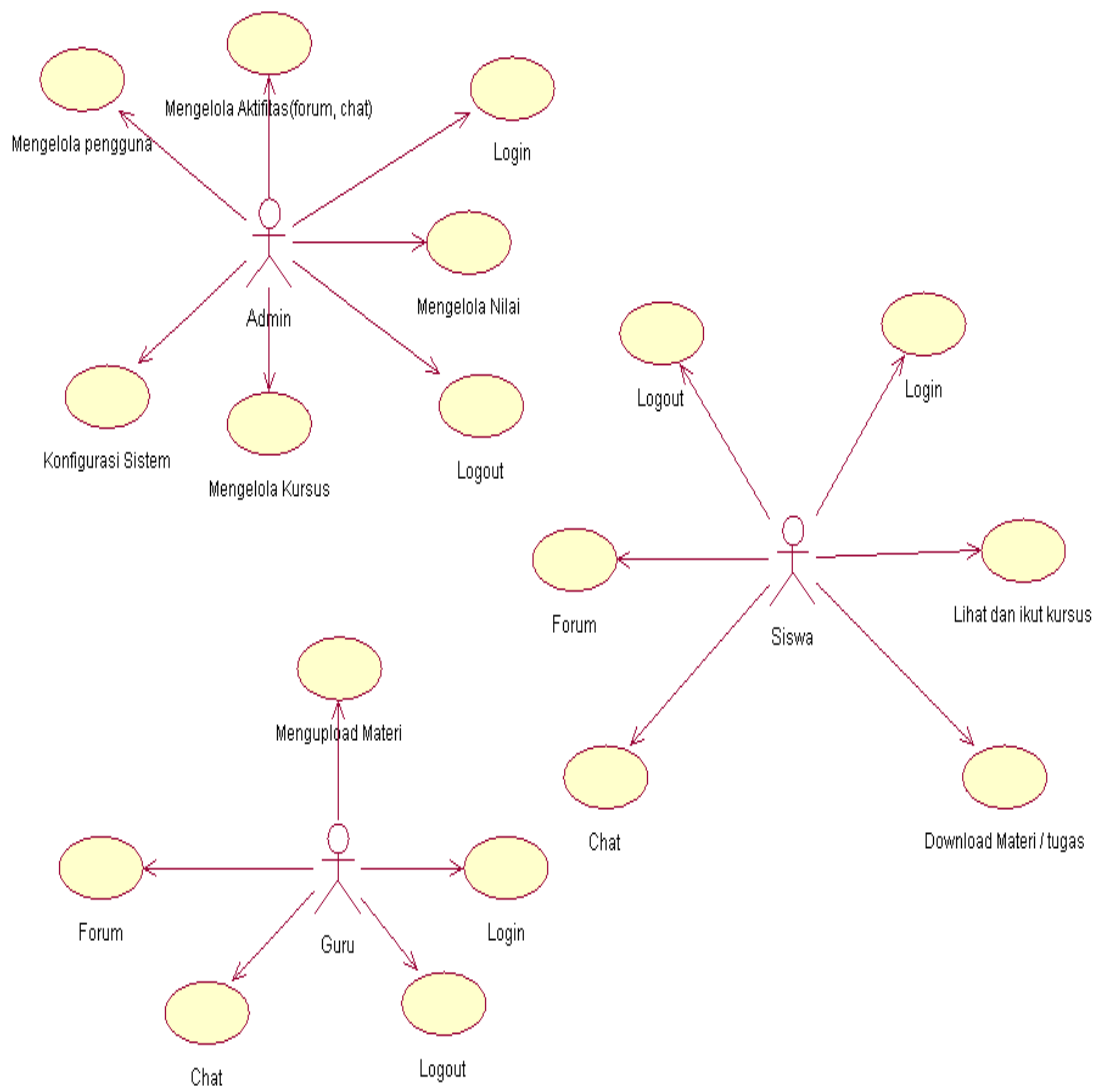 Mengelola Aktifitas(forum, chat)
Mengelola pengguna
Login
Mengelola Nilai
Admin
Konfigurasi Sistem
Mengelola Kursus
Logout
Logout
Login
Forum
Siswa
Lihat dan ikut kursus
Chat
Download Materi / tugas
Mengupload Materi
Forum
Guru
Login
Chat
Logout